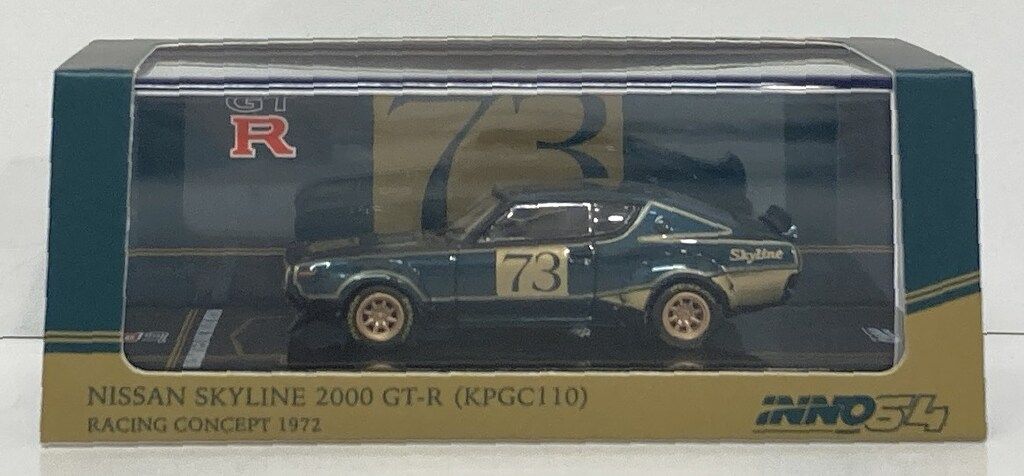 GT
R
73
73
Skyline
NISSAN SKYLINE 2000 GT-R (KPGC110)
RACING CONCEPT 1972
INNO64